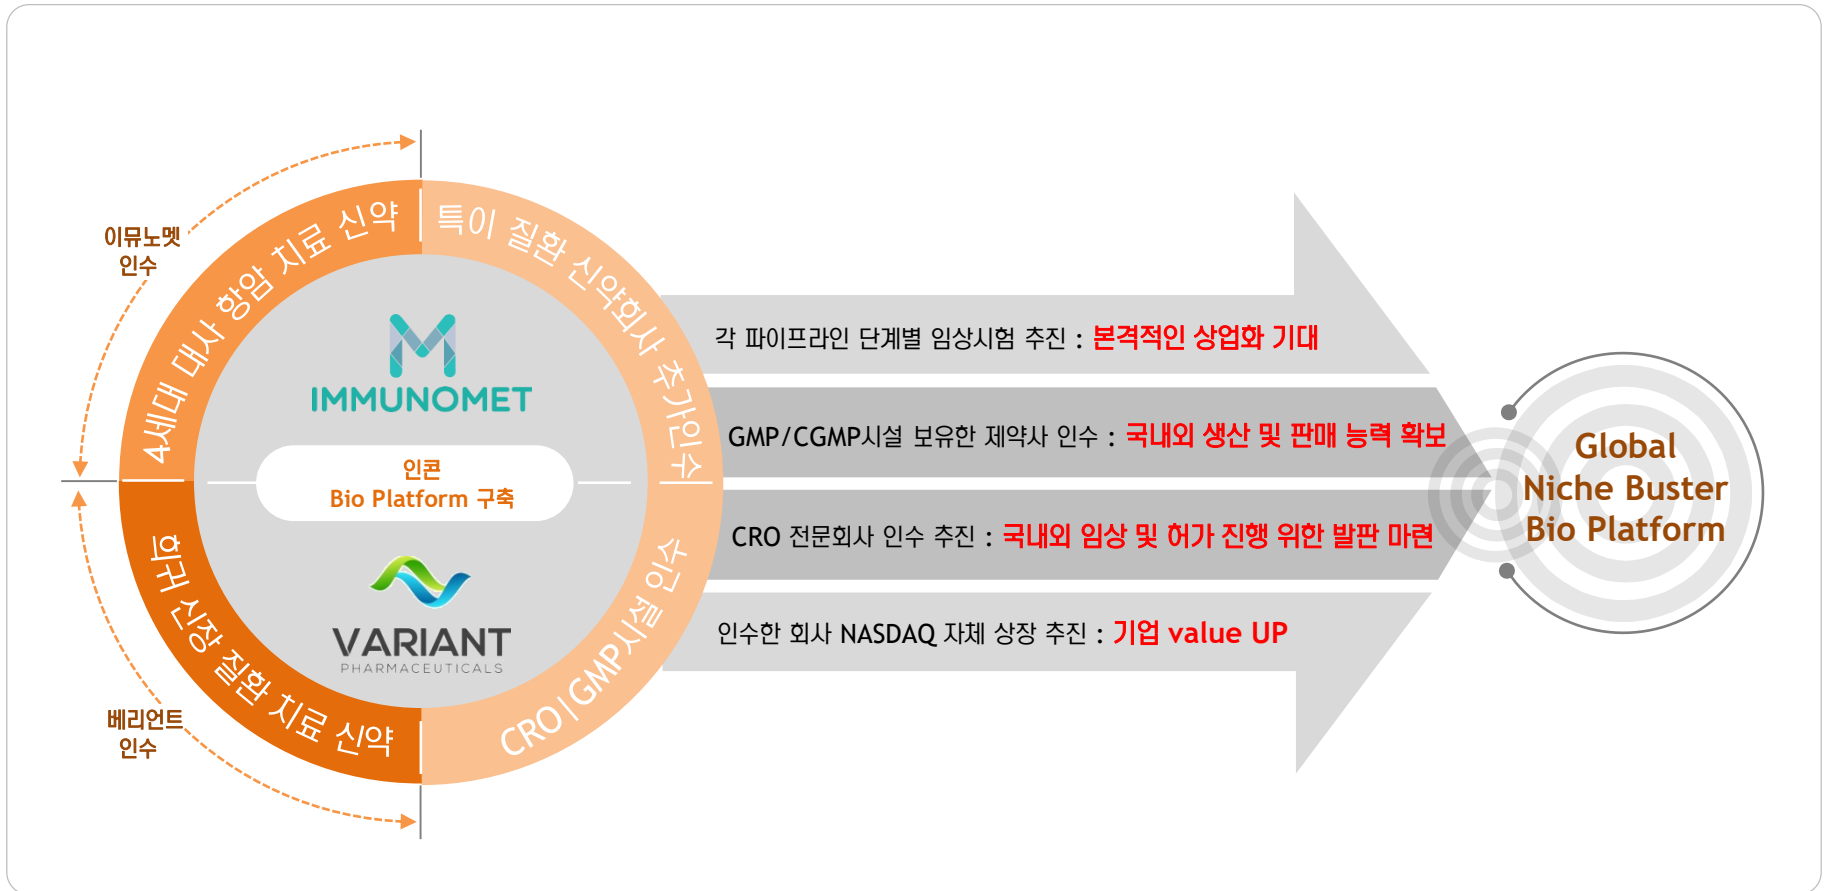 4세대 대사 항암 치료 신약
특이 질환 신약회사 추가인수
이뮤노멧
인수
IMMUNOMET
인콘
Bio Platform 구축
VARIANT
PHARMACEUTICALS
베리언트
인수
희귀 신장 질환 치료 신약
CRO|GMP시설 인수
각 파이프라인 단계별 임상시험 추진 : 본격적인 상업화 기대
GMP/CGMP시설 보유한 제약사 인수 : 국내외 생산 및 판매 능력 확보
CRO 전문회사 인수 추진 : 국내외 임상 및 허가 진행 위한 발판 마련
인수한 회사 NASDAQ 자체 상장 추진 : 기업 value UP
Global
Niche Buster
Bio Platform